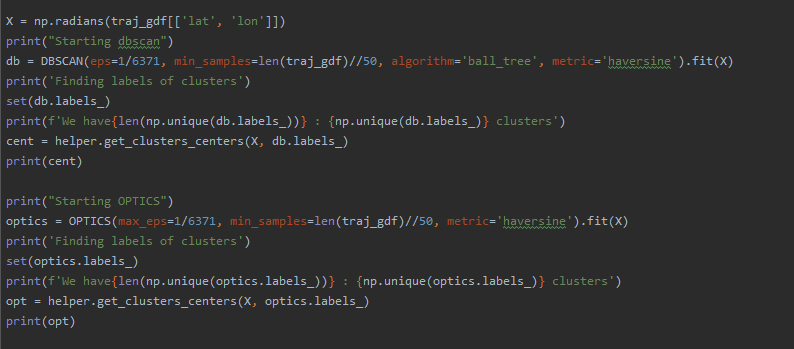 X = np.radians(traj_gdf[['lat', 'lon']])
print("Starting dbscan")
db = DBSCAN(eps=1/6371, min_samples=len(traj_gdf)//50, algorithm='ball_tree', metric='haversine').fit(X)
print('Finding labels of clusters')
set(db.labels_)
print(f'We have{len(np.unique(db.labels_))} : {np.unique(db.labels_)} clusters')
cent = helper.get_clusters_centers(X, db.labels_)
print(cent)
print("Starting OPTICS")
optics = OPTICS(max_eps=1/6371, min_samples=len(traj_gdf)//50, metric='haversine').fit(X)
print('Finding labels of clusters')
set(optics.labels_)
print(f'We have{len(np.unique(optics.labels_))} : {np.unique(optics.labels_)} clusters')
opt = helper.get_clusters_centers(X, optics.labels_)
print(opt)